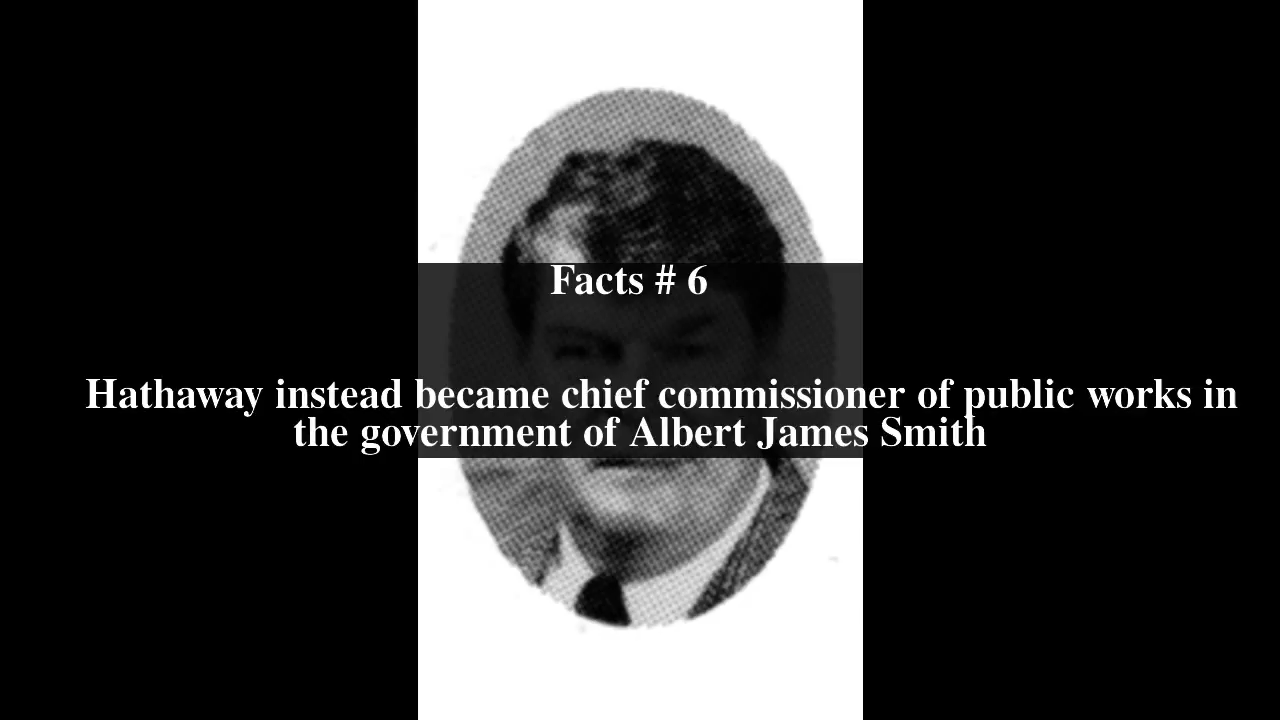 Facts # 6
Hathaway instead became chief commissioner of public works in
the government of Albert James Smith